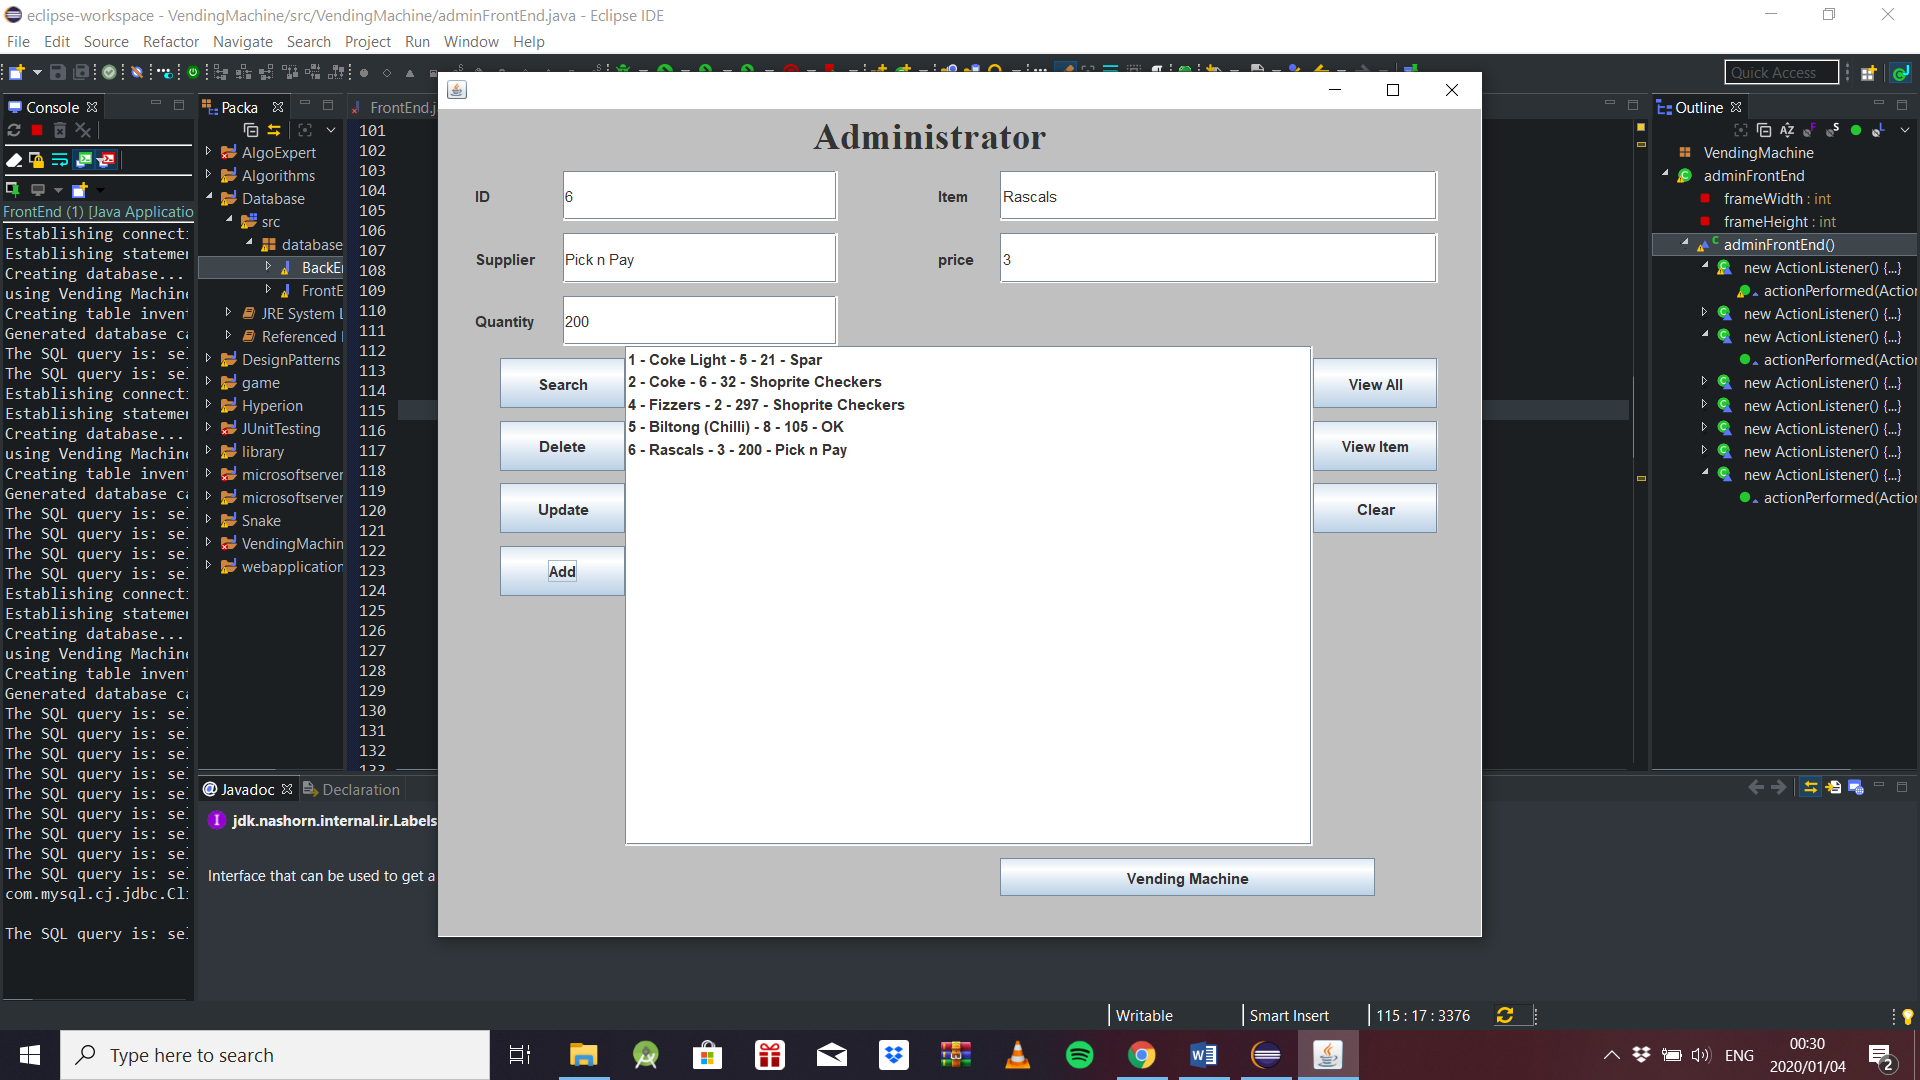 eclipse-workspace - VendingMachine/src/VendingMachine/adminFrontEnd.java - Eclipse IDE
File Edit Source Refactor Navigate Search Project Run Window Help
Quick Access
Console
FrontEnd (1) [Java Applicatio
Establishing connect
Establishing stateme
Creating database...
using Vending Machin
Creating table inven
Generated database c
The SQL query is: se
The SQL query is: se
Establishing connect
Establishing stateme
Creating database...
using Vending Machin
Creating table inven
Generated database c
The SQL query is: se
The SQL query is: se
The SQL query is: se
The SQL query is: se
Establishing connect
Establishing stateme
Creating database...
using Vending Machin
Creating table inven
Generated database c
The SQL query is: se
The SQL query is: se
The SQL query is: se
The SQL query is: se
The SQL query is: se
The SQL query is: se
The SQL query is: se
The SQL query is: se
The SQL query is: se
com.mysql.cj.jdbc.Cl
The SQL query is: se
Packa
AlgoExpert
Algorithms
Database
src
database
BackE
FrontE
JRE System L
Referenced
DesignPatterns
game
Hyperion
JUnitTesting
library
microsoftserver
microsoftserver
Snake
VendingMachin
webapplication
FrontEnd.j
101
102
103
104
105
106
107
108
109
110
111
112
113
114
115
116
117
118
119
120
121
122
123
124
125
126
127
128
129
130
131
132
133
Administrator
ID 6 Item Rascals
Supplier Pick n Pay price 3
Quantity 200
Search
Delete
Update
Add
1 - Coke Light - 5 - 21 - Spar
2 - Coke - 6 - 32 - Shoprite Checkers
4 - Fizzers - 2 - 297 - Shoprite Checkers
5 - Biltong (Chilli) - 8 - 105 - OK
6 - Rascals - 3 - 200 - Pick n Pay
View All
View Item
Clear
Vending Machine
Outline
VendingMachine
adminFrontEnd
frameWidth : int
frameHeight : int
adminFrontEnd()
new ActionListener() {...}
actionPerformed(Actio
new ActionListener() {...}
new ActionListener() {...}
actionPerformed(Actio
new ActionListener() {...}
new ActionListener() {...}
new ActionListener() {...}
new ActionListener() {...}
new ActionListener() {...}
actionPerformed(Actio
@ Javadoc Declaration
jdk.nashorn.internal.ir.Labels
Interface that can be used to get a
Writable Smart Insert 115 : 17 : 3376
Type here to search
ENG
00:30
2020/01/04
2